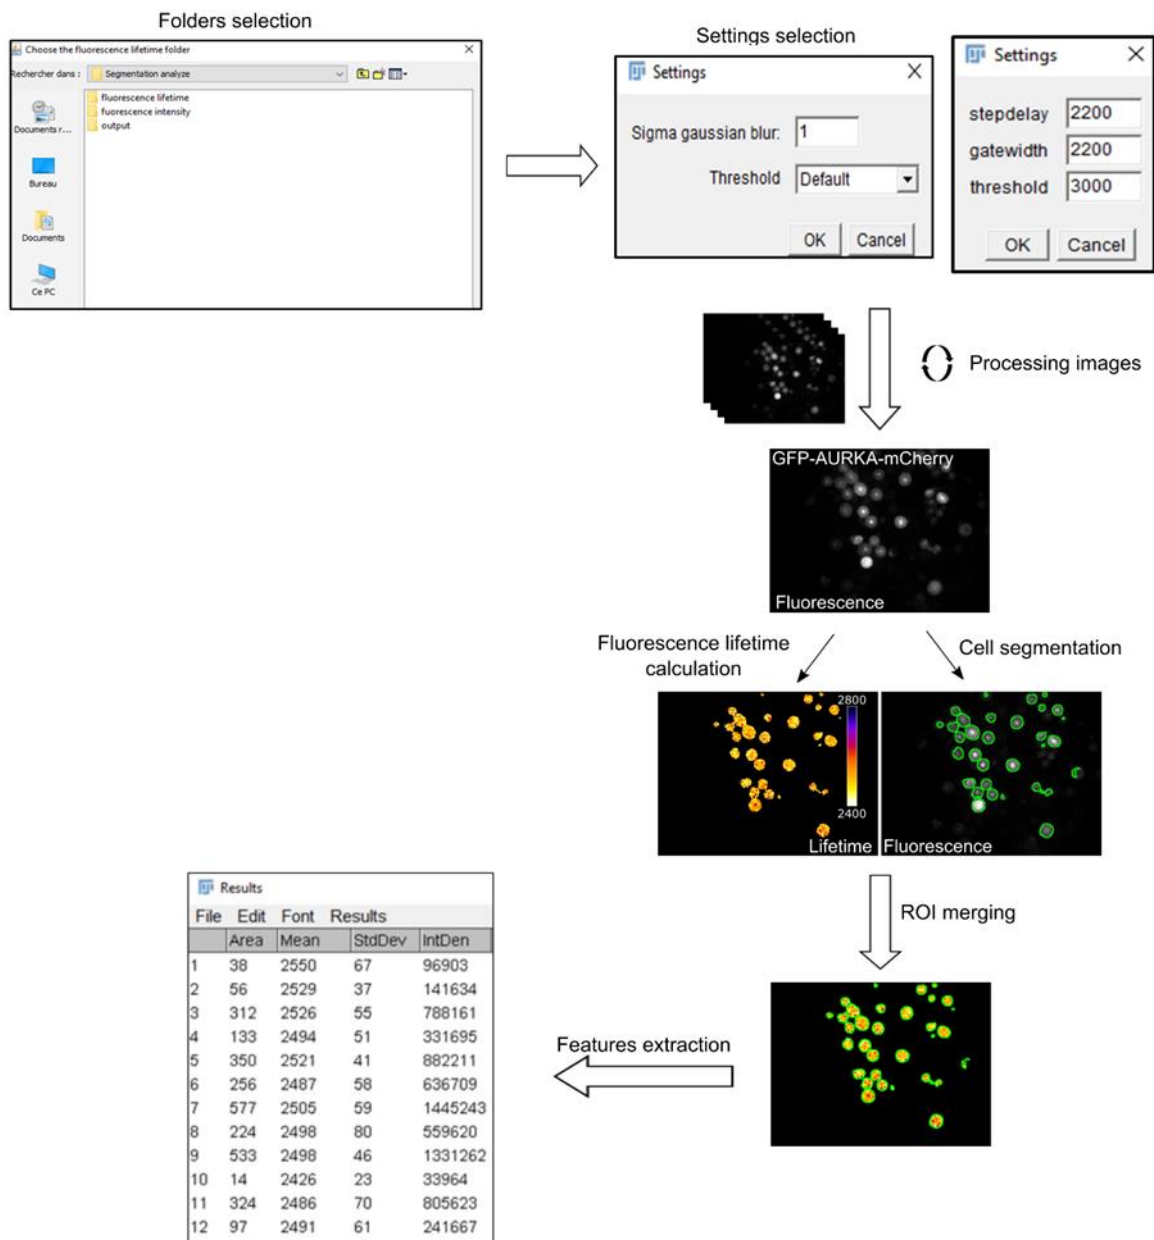 Folders selection
Choose the fluorescence lifetime folder
Rechercher dans :
Segmentation analyze
fluorescence lifetime
fuorescence intensity
output
Documents r...
Bureau
Documents
Ce PC
Settings selection
Settings
Sigma gaussian blur: 1
Threshold Default
OK Cancel
Settings
stepdelay 2200
gatewidth 2200
threshold 3000
OK Cancel
Processing images
GFP-AURKA-mCherry
Fluorescence
Fluorescence lifetime
calculation
Cell segmentation
2800
2400
Lifetime
Fluorescence
ROI merging
Features extraction
Results
File Edit Font Results
Area Mean StdDev IntDen
1 38 2550 67 96903
2 56 2529 37 141634
3 312 2526 55 788161
4 133 2494 51 331695
5 350 2521 41 882211
6 256 2487 58 636709
7 577 2505 59 1445243
8 224 2498 80 559620
9 533 2498 46 1331262
10 14 2426 23 33964
11 324 2486 70 805623
12 97 2491 61 241667